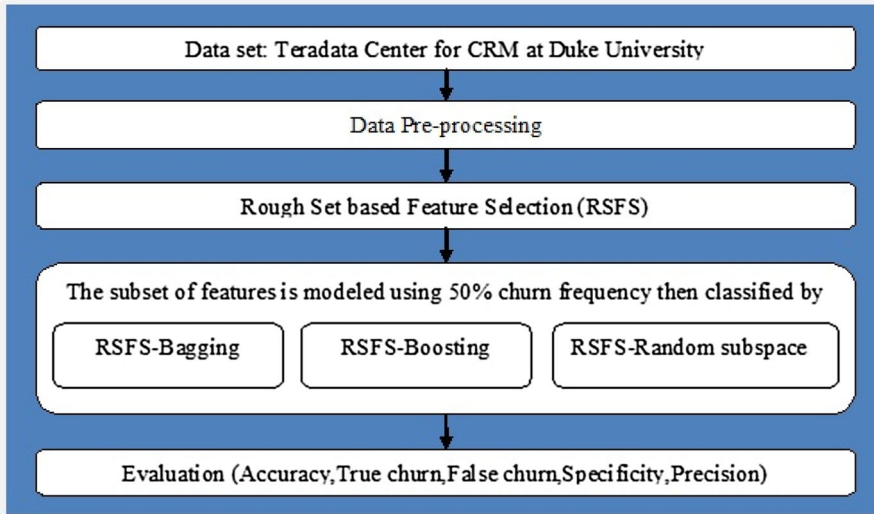 Data set: Teradata Center for CRM at Duke University
Data Pre-processing
Rough Set based Feature Selection (RSFS)
The subset of features is modeled using 50% churn frequency then classified by
RSFS-Bagging
RSFS-Boosting
RSFS-Random subspace
Evaluation (Accuracy,True churn,False churn,Specificity,Precision)